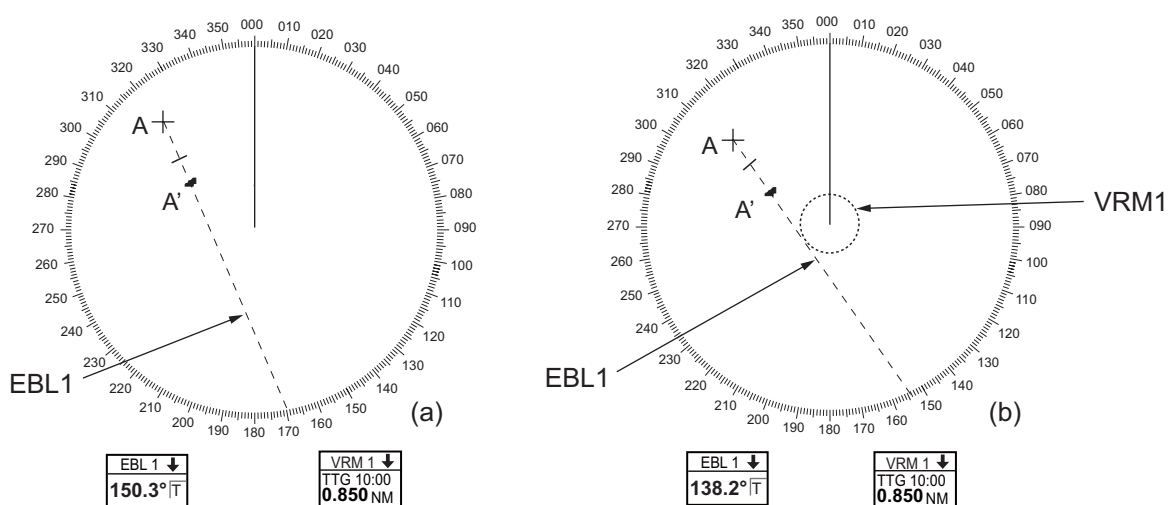 350 000 010
340 020
330 030
320 040
310 050
300 060
290 070
280 080
270 090
260 100
250 110
240 120
230 130
220 140
210 150
200 190 180 170 160
A
A'
EBL1
(a)
EBL 1
150.3° T
VRM 1
TTG 10:00
0.850 NM
350 000 010
340 020
330 030
320 040
310 050
300 060
290 070
280 080
270 090
260 100
250 110
240 120
230 130
220 140
210 150
200 190 180 170 160
A
A'
VRM1
EBL1
(b)
EBL 1
138.2° T
VRM 1
TTG 10:00
0.850 NM